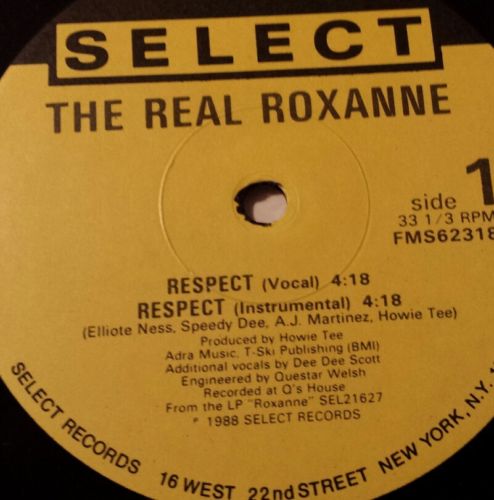 SELECT
THE REAL ROXANNE
side 1
33 1/3 RPM
FMS62318
RESPECT (Vocal) 4:18
RESPECT (Instrumental) 4:18
(Elliote Ness, Speedy Dee, A.J. Martinez, Howie Tee)
Produced by Howie Tee
Adra Music, T-Ski Publishing (BMI)
Additional vocals by Dee Dee Scott
Engineered by Questar Welsh
Recorded at Q's House
From the LP "Roxanne" SEL21627
℗ 1988 SELECT RECORDS
SELECT RECORDS 16 WEST 22nd STREET NEW YORK, N.Y. 1